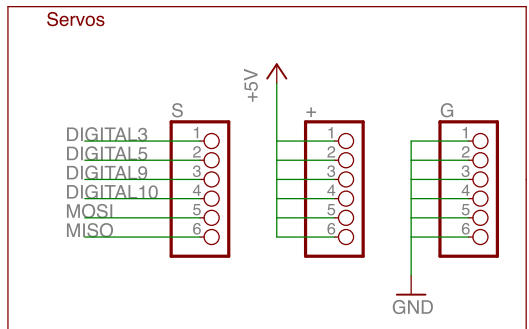 Servos
+5V
S + G
DIGITAL3 1 1 1
DIGITAL5 2 2 2
DIGITAL9 3 3 3
DIGITAL10 4 4 4
MOSI 5 5 5
MISO 6 6 6
GND